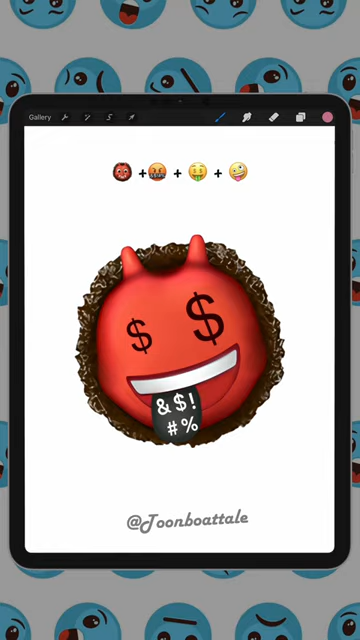 Gallery
+ + +
$ $
&$!
#%
@Toonboattale